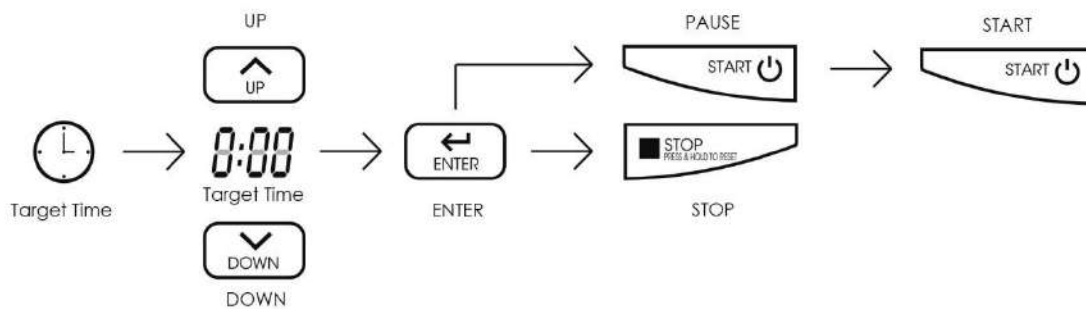 UP
PAUSE
START
UP
START
START
0:00
Target Time
ENTER
STOP
PRESS & HOLD TO RESET
Target Time
ENTER
STOP
DOWN
DOWN